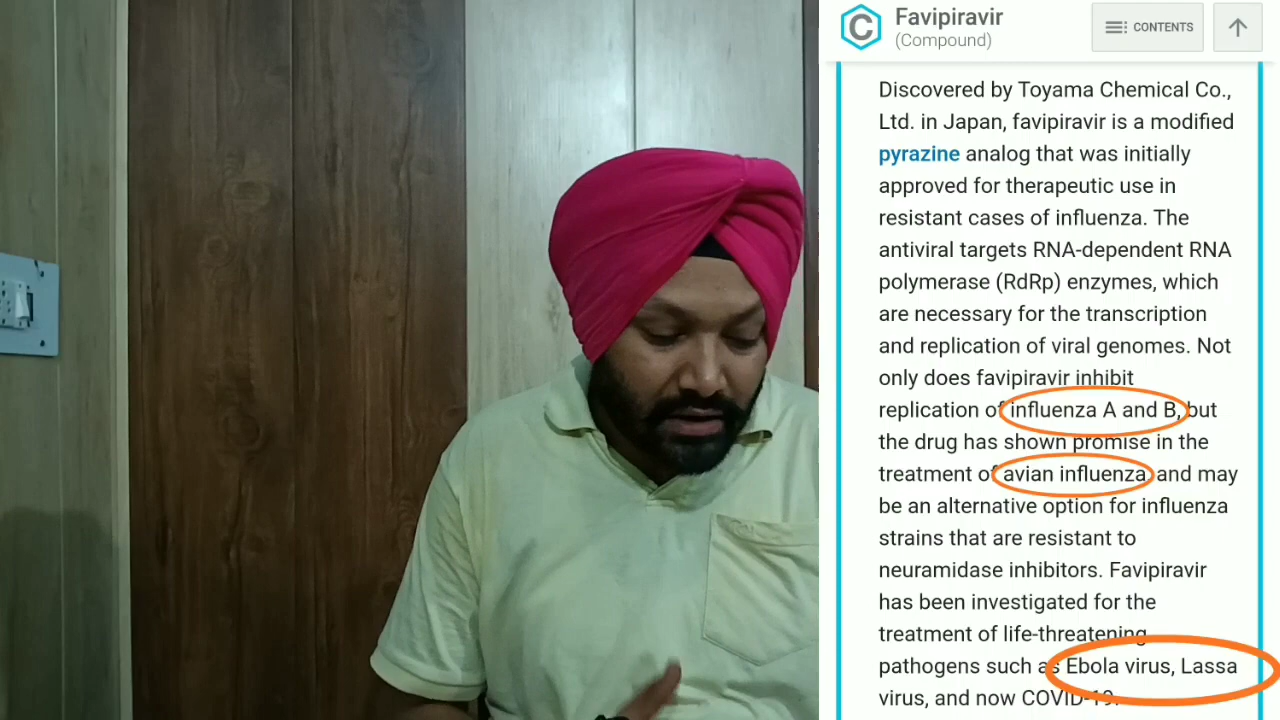 Favipiravir
(Compound)
CONTENTS
Discovered by Toyama Chemical Co.,
Ltd. in Japan, favipiravir is a modified
pyrazine analog that was initially
approved for therapeutic use in
resistant cases of influenza. The
antiviral targets RNA-dependent RNA
polymerase (RdRp) enzymes, which
are necessary for the transcription
and replication of viral genomes. Not
only does favipiravir inhibit
replication of influenza A and B, but
the drug has shown promise in the
treatment of avian influenza, and may
be an alternative option for influenza
strains that are resistant to
neuramidase inhibitors. Favipiravir
has been investigated for the
treatment of life-threatening
pathogens such as Ebola virus, Lassa
virus, and now COVID-19.